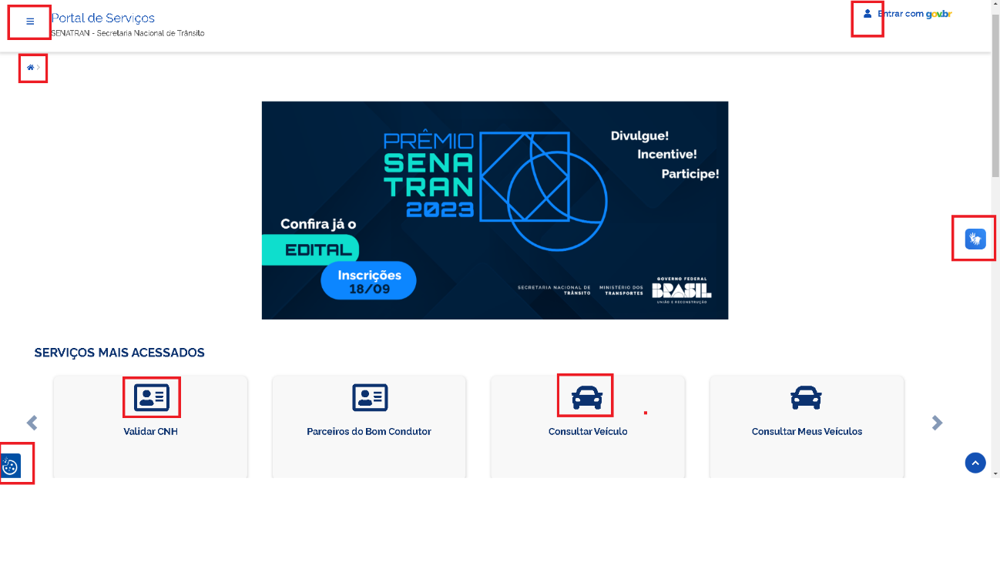 Portal de Serviços
Entrar com gov.br
SENATRAN - Secretaria Nacional de Trânsito
PRÊMIO
SENA
TRAN
2023
Divulgue!
Incentive!
Participe!
Confira já o
EDITAL
Inscrições
18/09
SECRETARIA NACIONAL DE
TRÂNSITO
MINISTÉRIO DOS
TRANSPORTES
GOVERNO FEDERAL
BRASIL
UNIÃO E RECONSTRUÇÃO
SERVIÇOS MAIS ACESSADOS
Validar CNH
Parceiros do Bom Condutor
Consultar Veículo
Consultar Meus Veículos